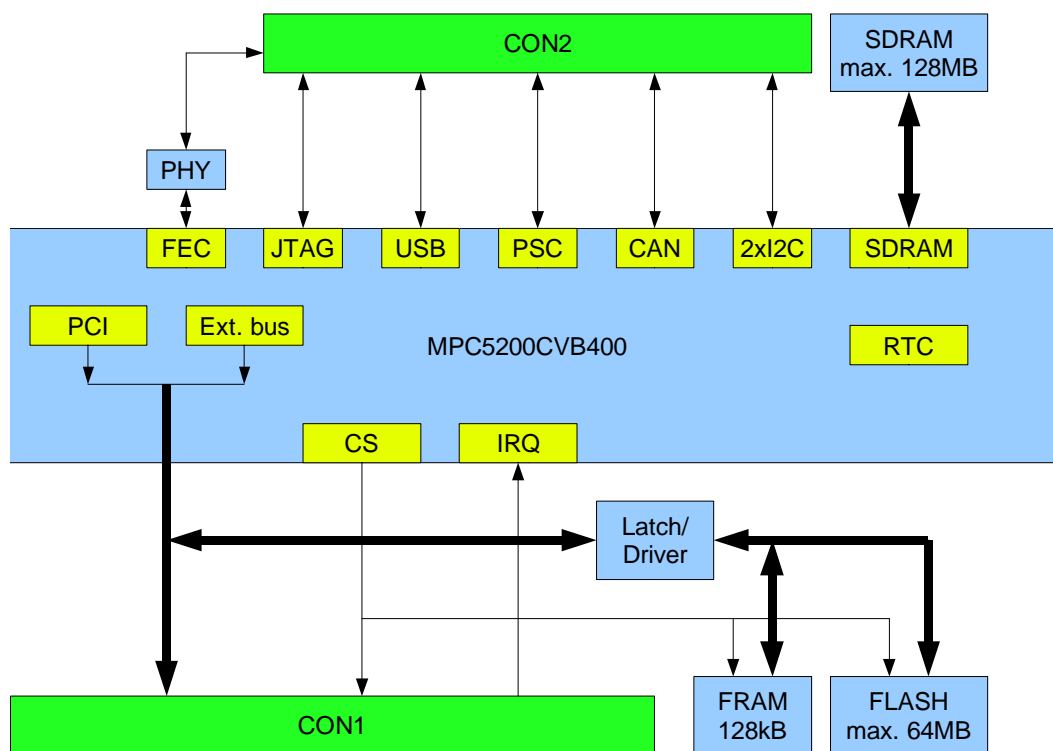 CON2
SDRAM
max. 128MB
PHY
FEC
JTAG
USB
PSC
CAN
2xI2C
SDRAM
PCI
Ext. bus
MPC5200CVB400
RTC
CS
IRQ
Latch/
Driver
CON1
FRAM
128kB
FLASH
max. 64MB